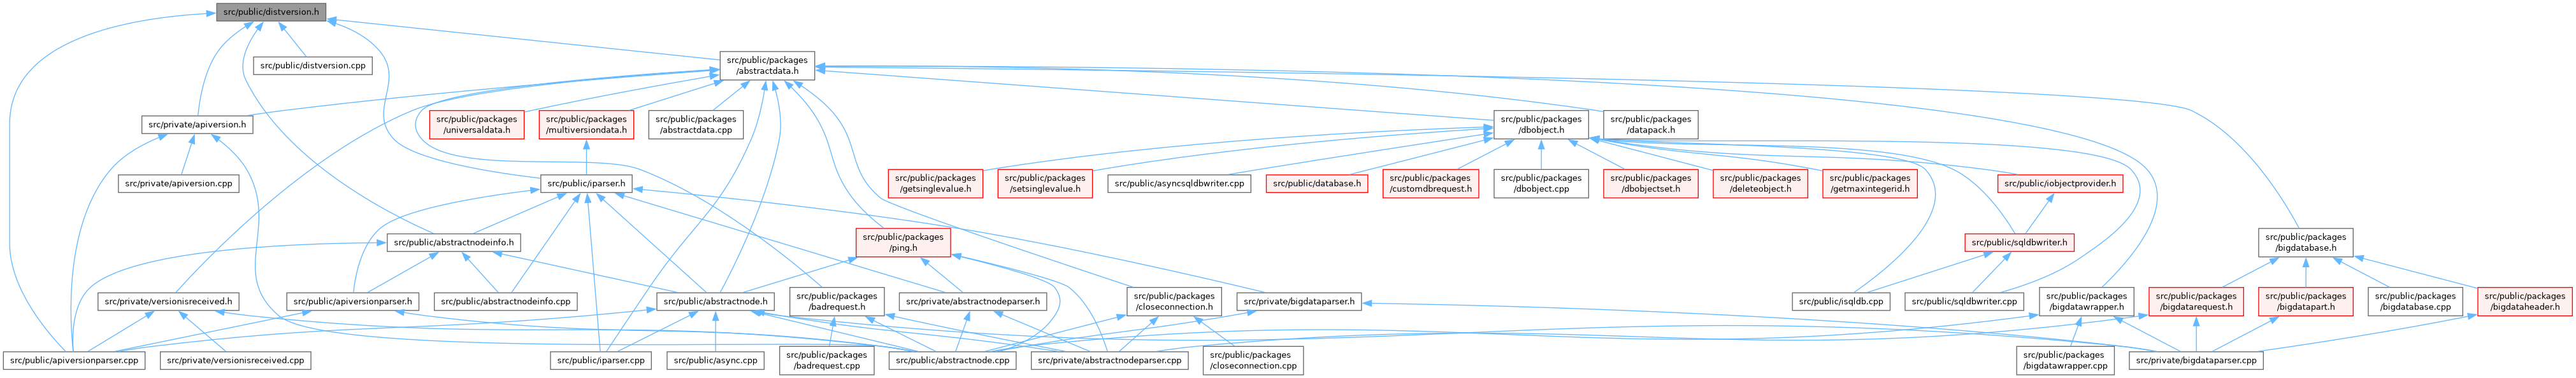 src/public/distversion.h
src/public/distversion.cpp
src/public/packages
/abstractdata.h
src/private/apiversion.h
src/public/packages
/universaldata.h
src/public/packages
/multiversiondata.h
src/public/packages
/abstractdata.cpp
src/public/packages
/dbobject.h
src/public/packages
/datapack.h
src/private/apiversion.cpp
src/public/iparser.h
src/public/packages
/getsinglevalue.h
src/public/packages
/setsinglevalue.h
src/public/asyncsqldbwriter.cpp
src/public/database.h
src/public/packages
/customdbrequest.h
src/public/packages
/dbobject.cpp
src/public/packages
/dbobjectset.h
src/public/packages
/deleteobject.h
src/public/packages
/getmaxintegerid.h
src/public/iobjectprovider.h
src/public/abstractnodeinfo.h
src/public/packages
/ping.h
src/public/sqldbwriter.h
src/public/packages
/bigdatabase.h
src/private/versionisreceived.h
src/public/apiversionparser.h
src/public/abstractnodeinfo.cpp
src/public/abstractnode.h
src/public/packages
/badrequest.h
src/private/abstractnodeparser.h
src/public/packages
/closeconnection.h
src/private/bigdataparser.h
src/public/isqldb.cpp
src/public/sqldbwriter.cpp
src/public/packages
/bigdatawrapper.h
src/public/packages
/bigdatarequest.h
src/public/packages
/bigdatapart.h
src/public/packages
/bigdatabase.cpp
src/public/packages
/bigdataheader.h
src/public/apiversionparser.cpp
src/private/versionisreceived.cpp
src/public/iparser.cpp
src/public/async.cpp
src/public/packages
/badrequest.cpp
src/public/abstractnode.cpp
src/private/abstractnodeparser.cpp
src/public/packages
/closeconnection.cpp
src/public/packages
/bigdatawrapper.cpp
src/private/bigdataparser.cpp